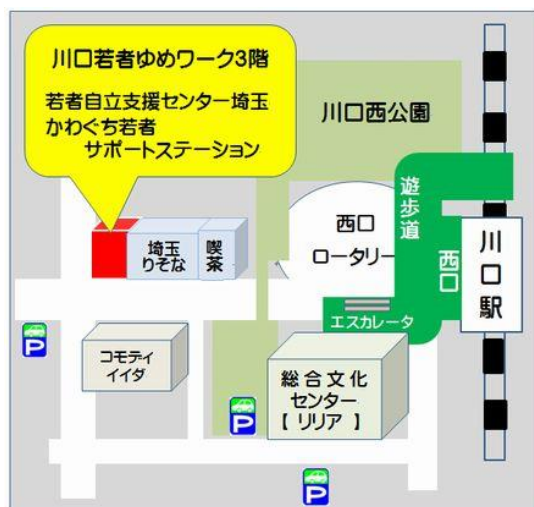 川口若者ゆめワーク3階
若者自立支援センター埼玉
かわぐち若者
サポートステーション
川口西公園
遊歩道
西口
ロータリー
西口
川口駅
埼玉
りそな
喫茶
エスカレータ
コモディ
イイダ
総合文化
センター
【 リリア 】
P
P
P